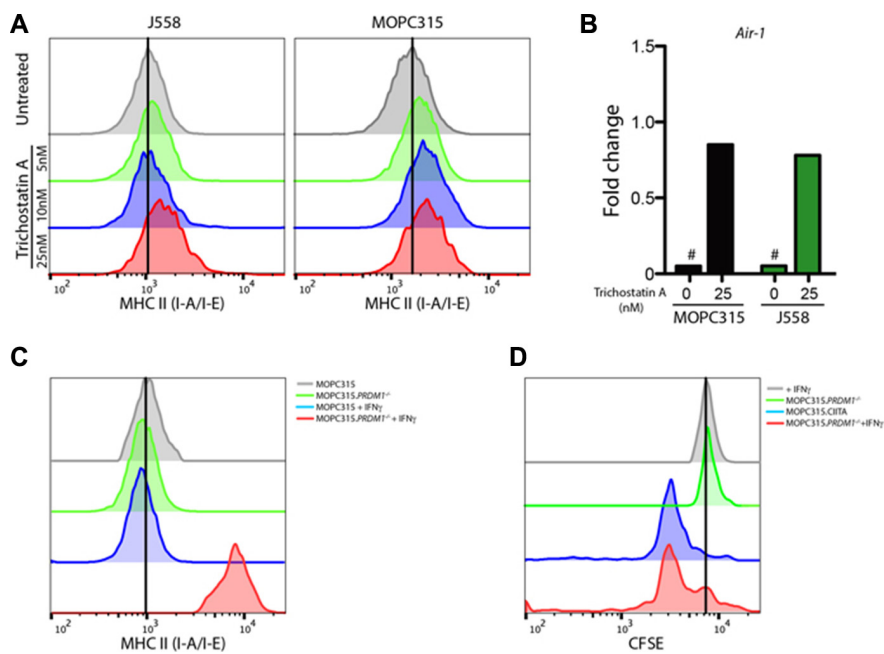 A
J558
MOPC315
Untreated
Trichostatin A
5nM
10nM
25nM
10² 10³ 10⁴
MHC II (I-A/I-E)
10² 10³ 10⁴
MHC II (I-A/I-E)
B
Air-1
Fold change
1.5
1.0
0.5
0
# #
Trichostatin A
(nM)
0 25 0 25
MOPC315 J558
C
MOPC315
MOPC315.PRDM1⁻/⁻
MOPC315 + IFNγ
MOPC315.PRDM1⁻/⁻ + IFNγ
10² 10³ 10⁴
MHC II (I-A/I-E)
D
+ IFNγ
MOPC315.PRDM1⁻/⁻
MOPC315.CIITA
MOPC315.PRDM1⁻/⁻+IFNγ
10² 10³ 10⁴
CFSE